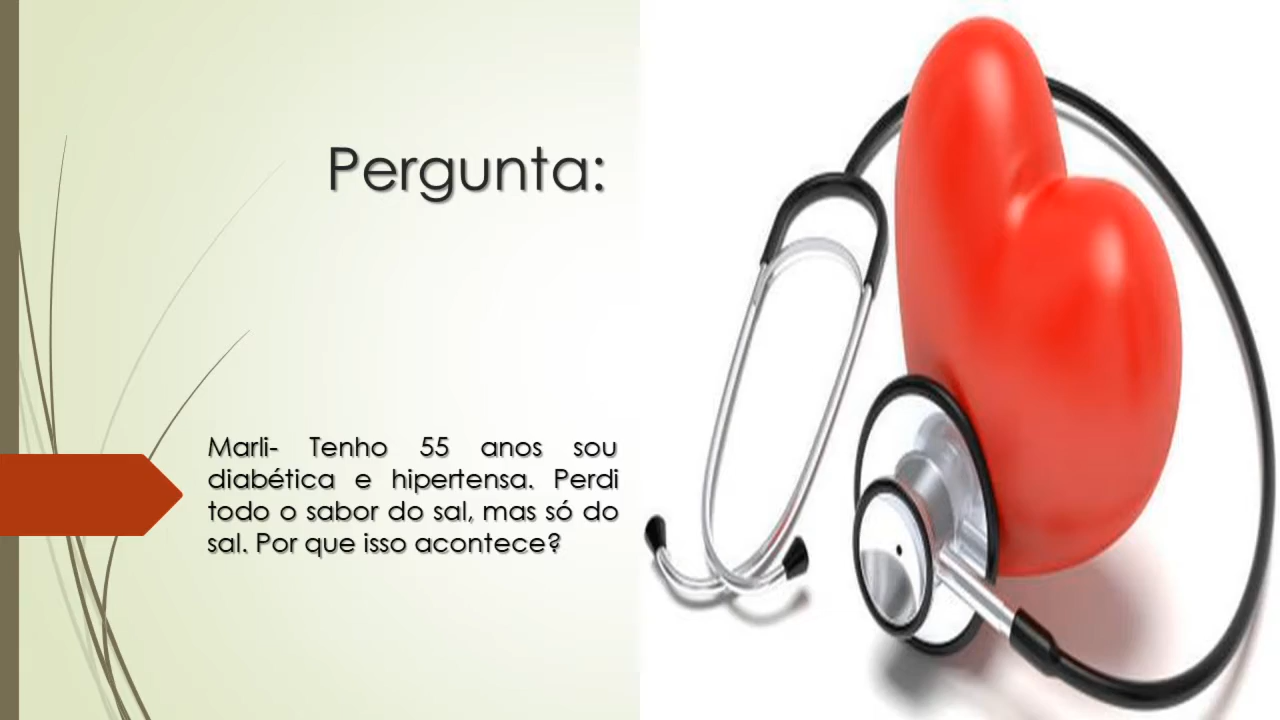 Pergunta:
Marli- Tenho 55 anos sou
diabética e hipertensa. Perdi
todo o sabor do sal, mas só do
sal. Por que isso acontece?